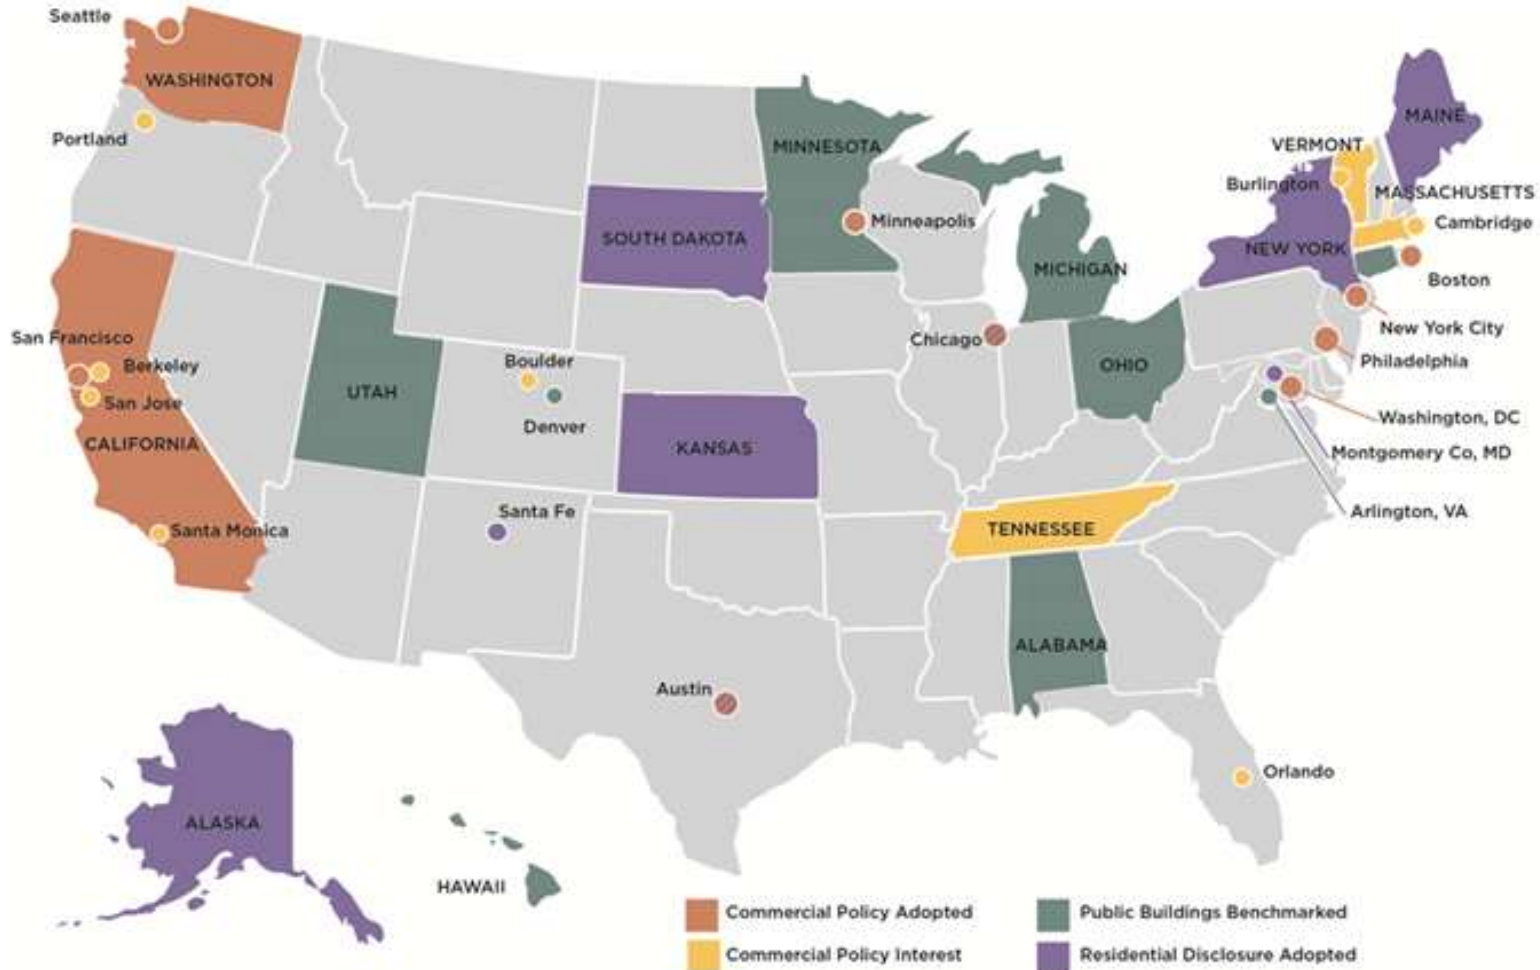 Seattle
WASHINGTON
Portland
MINNESOTA
MAINE
VERMONT
Burlington
MASSACHUSETTS
Cambridge
Minneapolis
SOUTH DAKOTA
NEW YORK
MICHIGAN
Boston
New York City
San Francisco
Chicago
Philadelphia
Berkeley
Boulder
OHIO
UTAH
San Jose
Denver
Washington, DC
CALIFORNIA
KANSAS
Montgomery Co, MD
Santa Fe
Arlington, VA
Santa Monica
TENNESSEE
ALABAMA
Austin
Orlando
ALASKA
HAWAII
Commercial Policy Adopted
Public Buildings Benchmarked
Commercial Policy Interest
Residential Disclosure Adopted